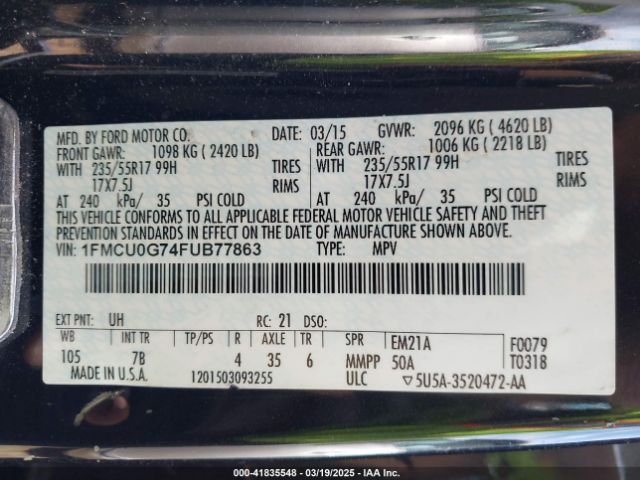 MFD. BY FORD MOTOR CO.
DATE: 03/15 GVWR: 2096 KG ( 4620 LB)
FRONT GAWR: 1098 KG ( 2420 LB) REAR GAWR: 1006 KG ( 2218 LB)
WITH 235/55R17 99H TIRES WITH 235/55R17 99H TIRES
17X7.5J RIMS 17X7.5J RIMS
AT 240 kPa/ 35 PSI COLD AT 240 kPa/ 35 PSI COLD
THIS VEHICLE CONFORMS TO ALL APPLICABLE FEDERAL MOTOR VEHICLE SAFETY AND THEFT
PREVENTION STANDARDS IN EFFECT ON THE DATE OF MANUFACTURE SHOWN ABOVE.
VIN: 1FMCU0G74FUB77863 TYPE: MPV
EXT PNT: UH RC: 21 DSO:
WB INT TR TP/PS R AXLE TR SPR EM21A F0079
105 7B 4 35 6 MMPP 50A T0318
MADE IN U.S.A. 1201503093255 ULC ▽5U5A-3520472-AA
000-41835548 - 03/19/2025 - IAA Inc.